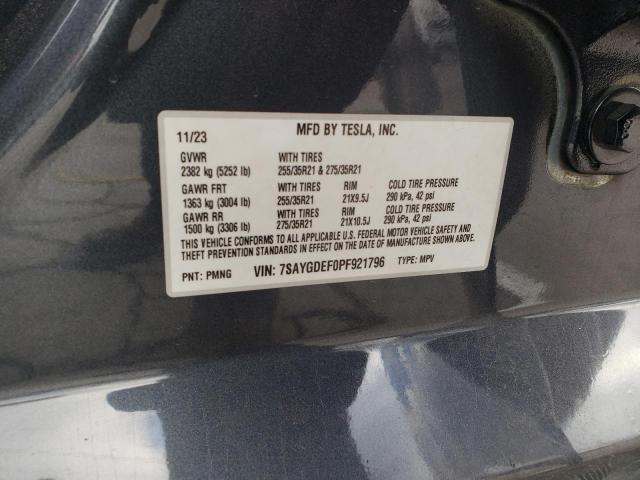 11/23 MFD BY TESLA, INC.
GVWR WITH TIRES
2382 kg (5252 lb) 255/35R21 & 275/35R21
GAWR FRT WITH TIRES RIM COLD TIRE PRESSURE
1363 kg (3004 lb) 255/35R21 21X9.5J 290 kPa, 42 psi
GAWR RR WITH TIRES RIM COLD TIRE PRESSURE
1500 kg (3306 lb) 275/35R21 21X10.5J 290 kPa, 42 psi
THIS VEHICLE CONFORMS TO ALL APPLICABLE U.S. FEDERAL MOTOR VEHICLE SAFETY AND
THEFT PREVENTION STANDARDS IN EFFECT ON THE DATE OF MANUFACTURE SHOWN ABOVE.
PNT: PMNG VIN: 7SAYGDEF0PF921796 TYPE: MPV